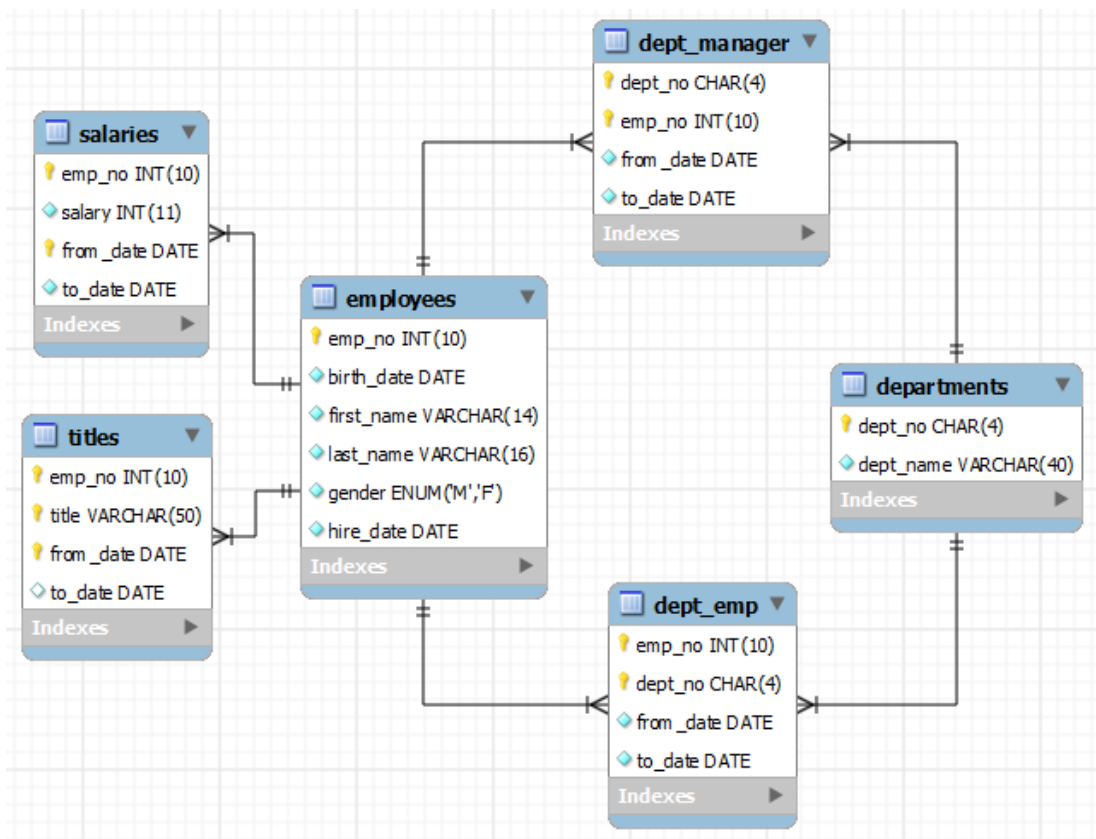 dept_manager
dept_no CHAR(4)
emp_no INT(10)
from_date DATE
to_date DATE
Indexes
salaries
emp_no INT(10)
salary INT(11)
from_date DATE
to_date DATE
Indexes
employees
emp_no INT(10)
birth_date DATE
first_name VARCHAR(14)
last_name VARCHAR(16)
gender ENUM('M','F')
hire_date DATE
Indexes
departments
dept_no CHAR(4)
dept_name VARCHAR(40)
Indexes
titles
emp_no INT(10)
title VARCHAR(50)
from_date DATE
to_date DATE
Indexes
dept_emp
emp_no INT(10)
dept_no CHAR(4)
from_date DATE
to_date DATE
Indexes